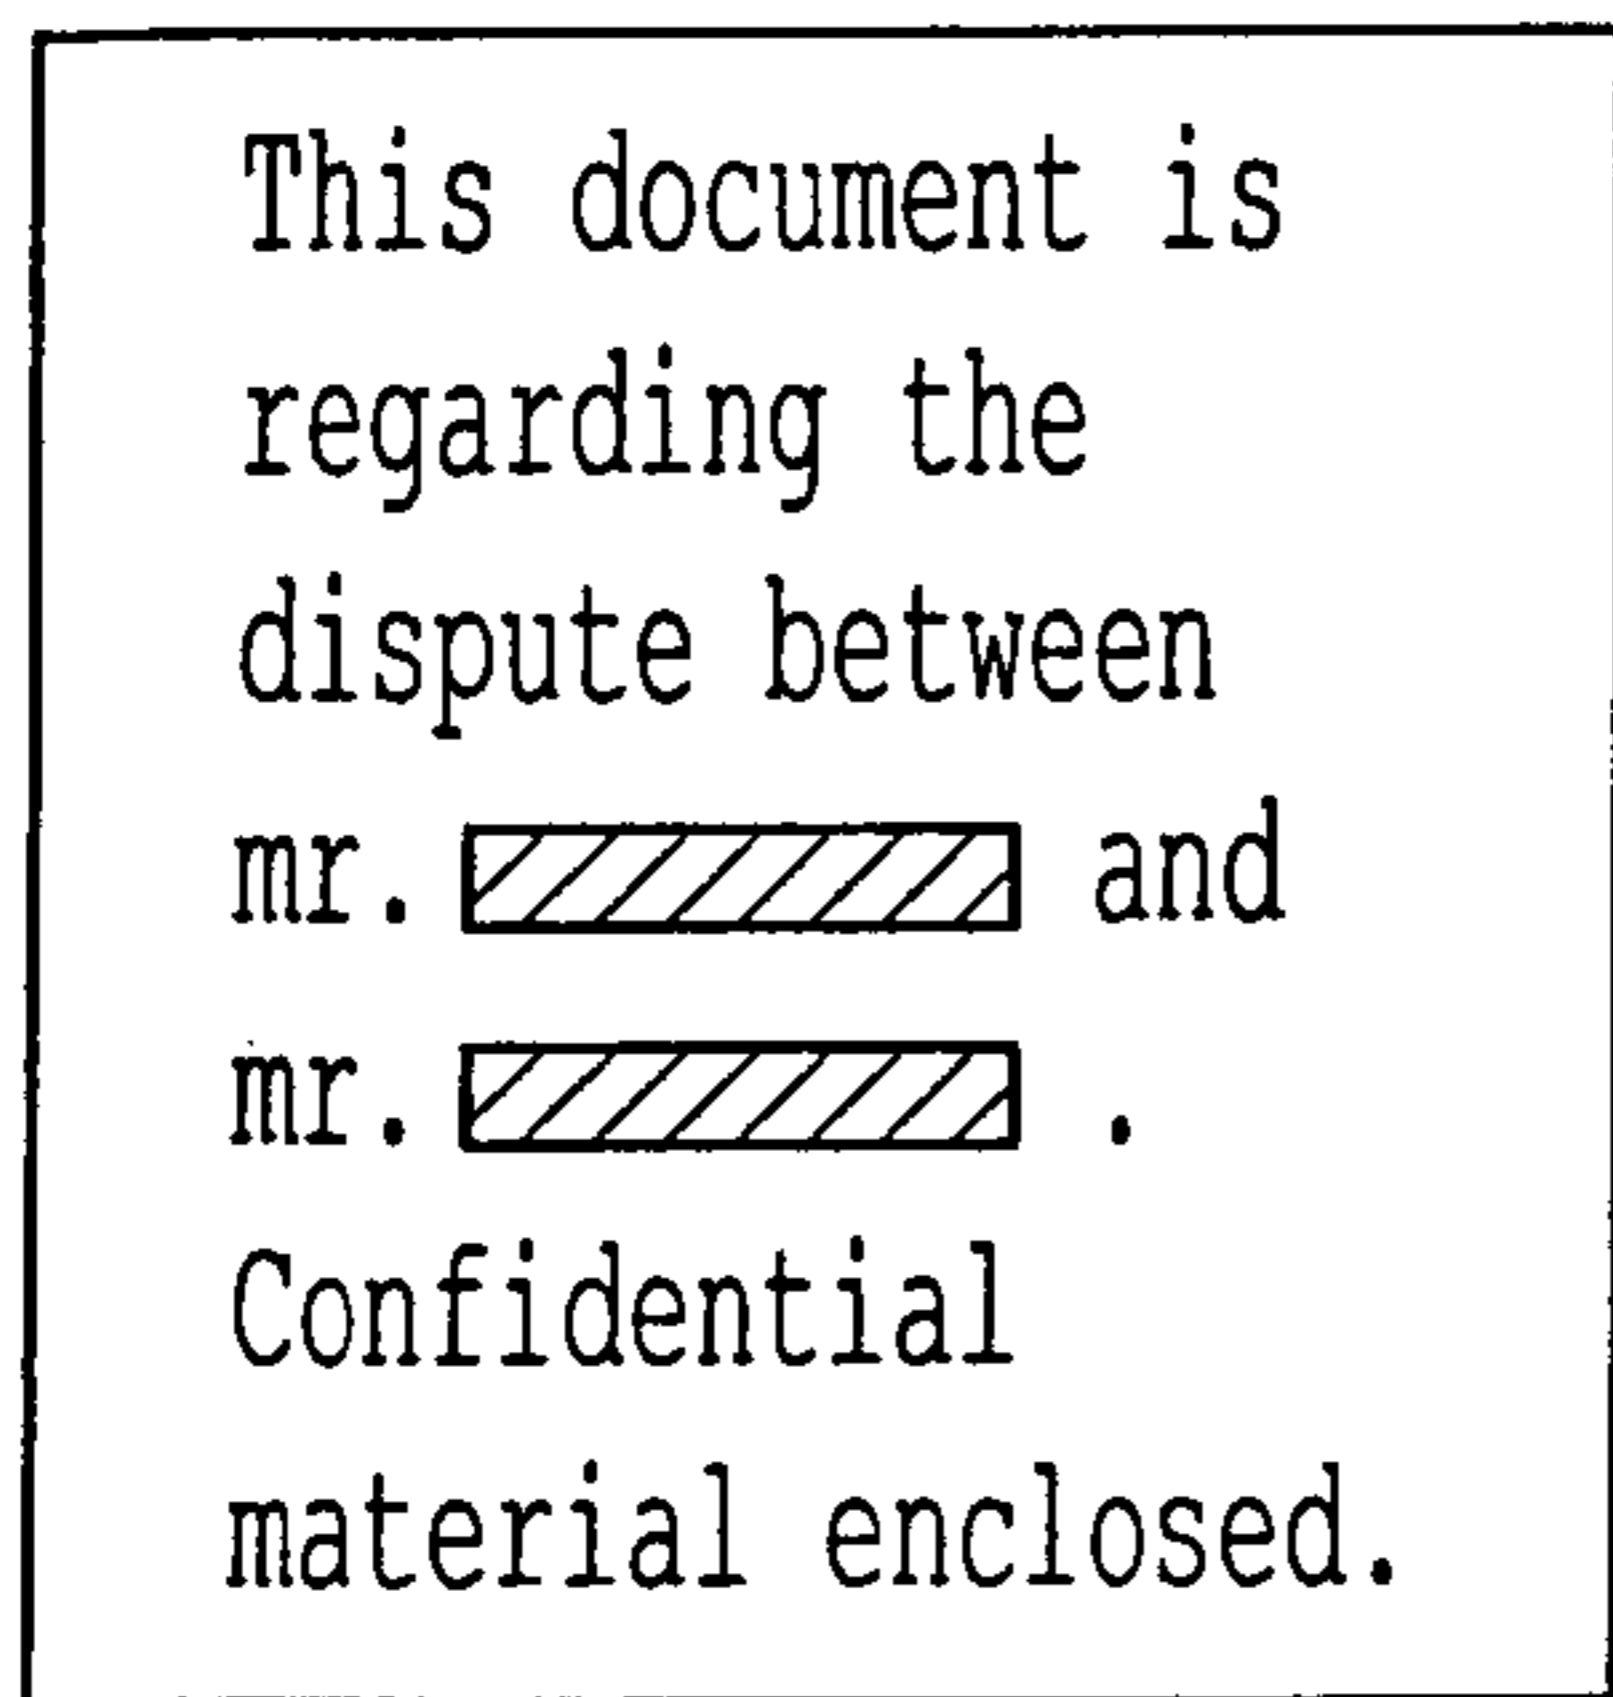 This document is
regarding the
dispute between
mr. and
mr. .
Confidential
material enclosed.